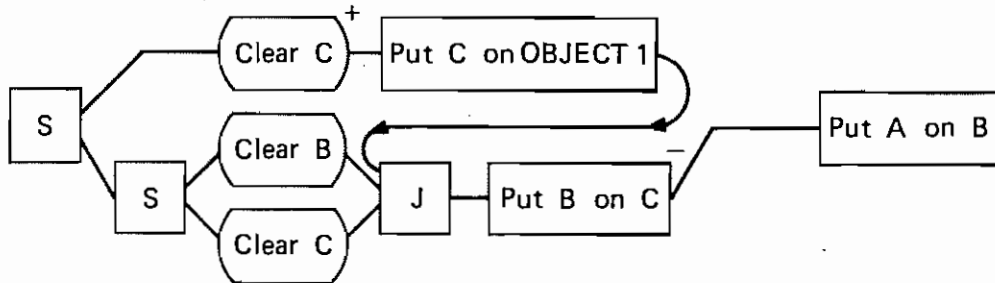 +
Clear C
Put C on OBJECT 1
S
Clear B
Put A on B
−
S
J
Put B on C
Clear C